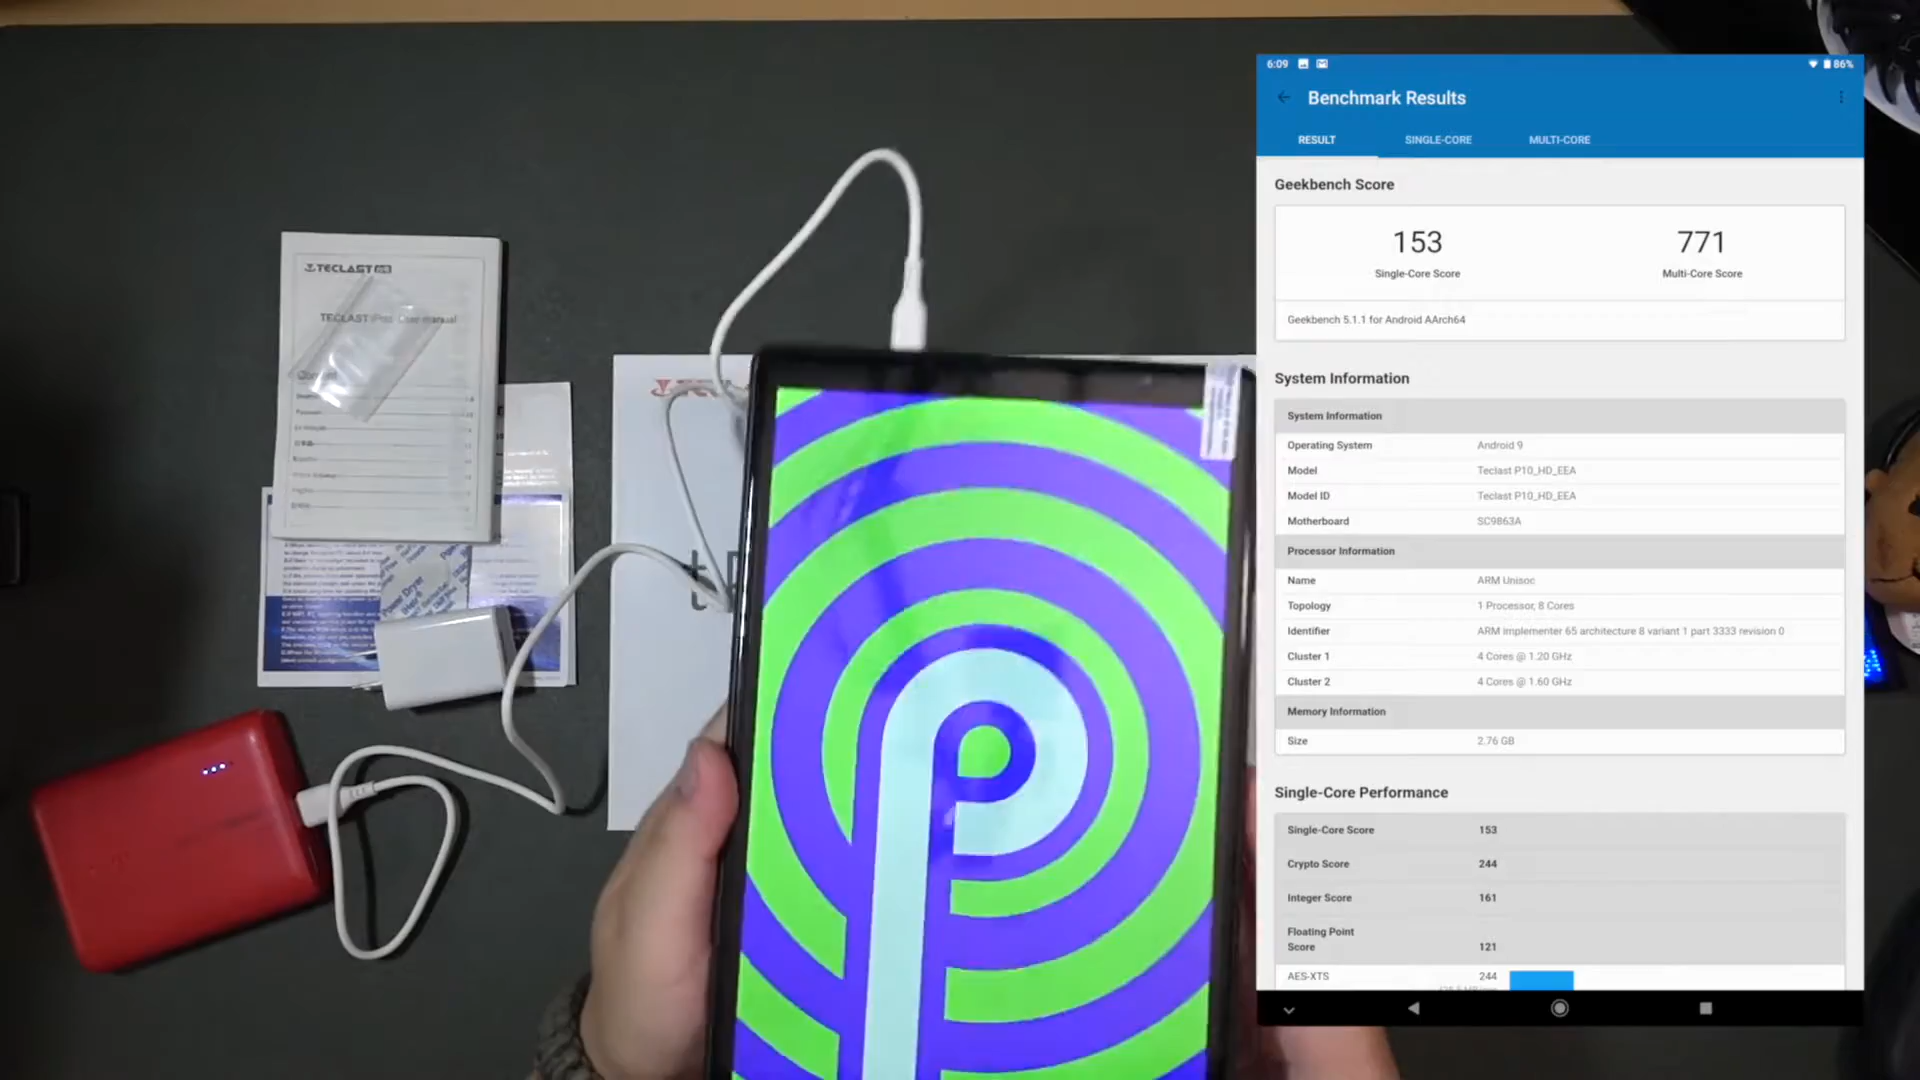 TECLAST
TECLAST
6:09
86%
Benchmark Results
RESULT
SINGLE-CORE
MULTI-CORE
Geekbench Score
153
771
Single-Core Score
Multi-Core Score
Geekbench 5.1.1 for Android AArch64
System Information
System Information
Operating System Android 9
Model Teclast P10_HD_EEA
Model ID Teclast P10_HD_EEA
Motherboard SC9863A
Processor Information
Name ARM Unisoc
Topology 1 Processor, 8 Cores
Identifier ARM implementer 65 architecture 8 variant 1 part 3333 revision 0
Cluster 1 4 Cores @ 1.20 GHz
Cluster 2 4 Cores @ 1.60 GHz
Memory Information
Size 2.76 GB
Single-Core Performance
Single-Core Score 153
Crypto Score 244
Integer Score 161
Floating Point
Score 121
AES-XTS 244